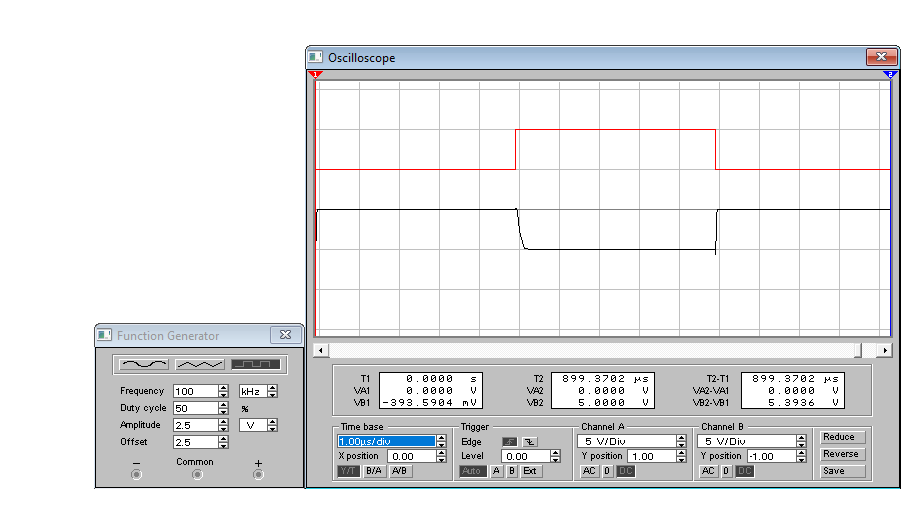 Oscilloscope
1 2
T1 0.0000 s T2 899.3702 µs T2-T1 899.3702 µs
VA1 0.0000 V VA2 0.0000 V VA2-VA1 0.0000 V
VB1 -393.5904 mV VB2 5.0000 V VB2-VB1 5.3936 V
Time base Trigger Channel A Channel B
1.00µs/div Edge 5 V/Div 5 V/Div Reduce
X position 0.00 Level 0.00 Y position 1.00 Y position -1.00 Reverse
Y/T B/A A/B Auto A B Ext AC 0 DC AC 0 DC Save
Function Generator
Frequency 100 kHz
Duty cycle 50 %
Amplitude 2.5 V
Offset 2.5
− Common +